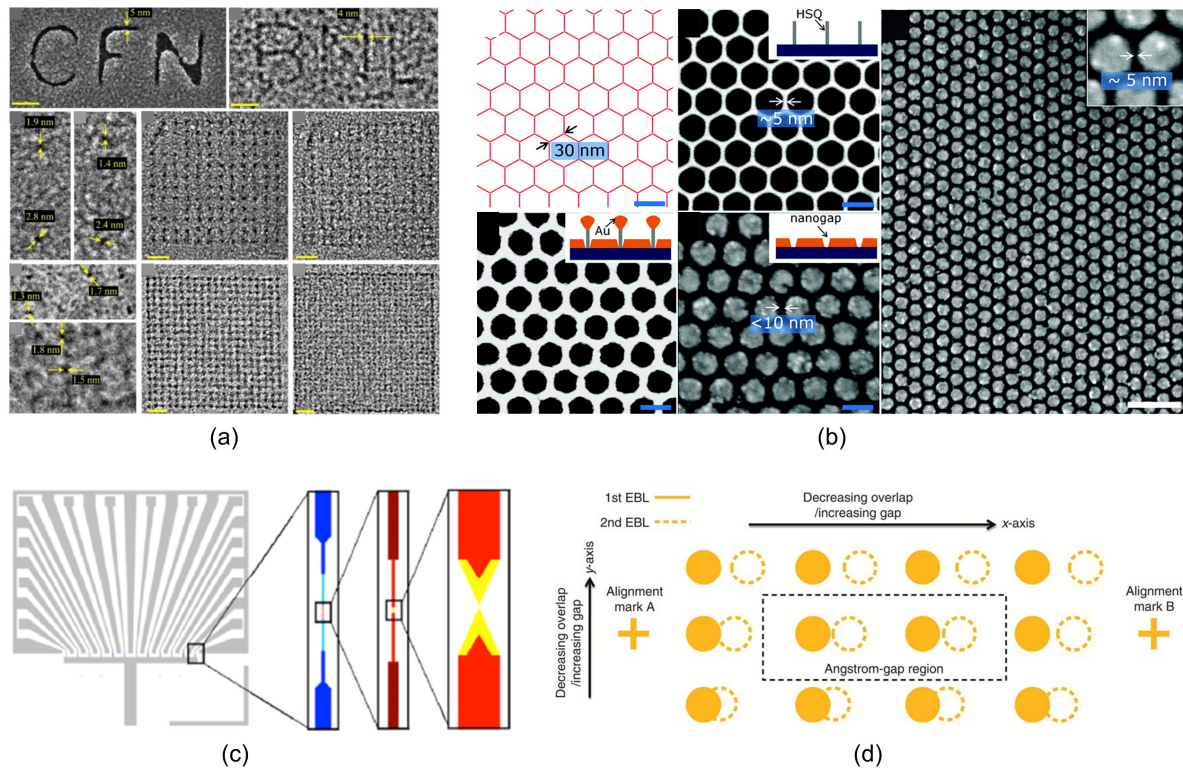 5 nm
C F N
4 nm
1.9 nm
1.4 nm
2.8 nm
2.4 nm
1.7 nm
1.3 nm
1.8 nm
1.5 nm
(a)
30 nm
HSQ
~5 nm
~ 5 nm
Au
nanogap
<10 nm
(b)
(c)
1st EBL
2nd EBL
Decreasing overlap
/increasing gap
x-axis
y-axis
Decreasing overlap
/increasing gap
Alignment
mark A
Alignment
mark B
Angstrom-gap region
(d)